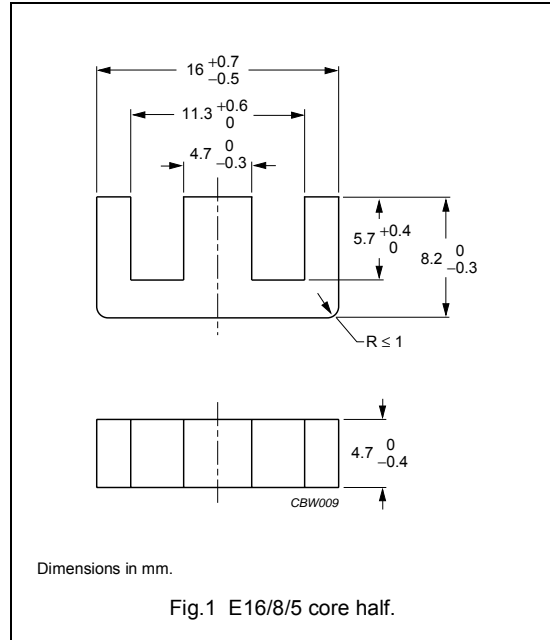 16 +0.7 −0.5
11.3 +0.6 0
4.7 0 −0.3
5.7 +0.4 0
8.2 0 −0.3
R ≤ 1
4.7 0 −0.4
CBW009
Dimensions in mm.
Fig.1 E16/8/5 core half.